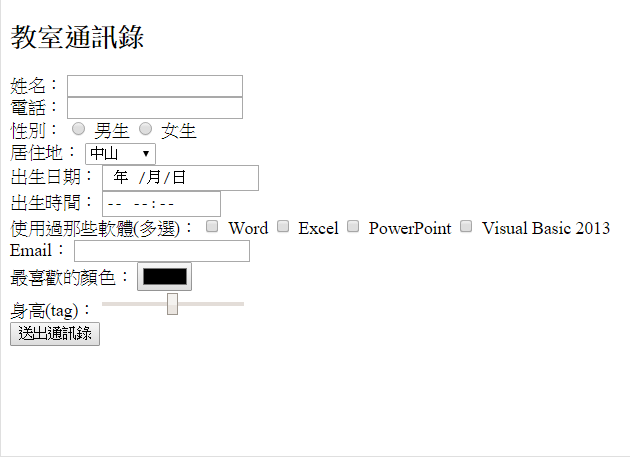 教室通訊錄
姓名：
電話：
性別： 男生 女生
居住地： 中山
出生日期： 年 /月/日
出生時間： -- --:--
使用過那些軟體(多選)： Word Excel PowerPoint Visual Basic 2013
Email：
最喜歡的顏色：
身高(tag)：
送出通訊錄